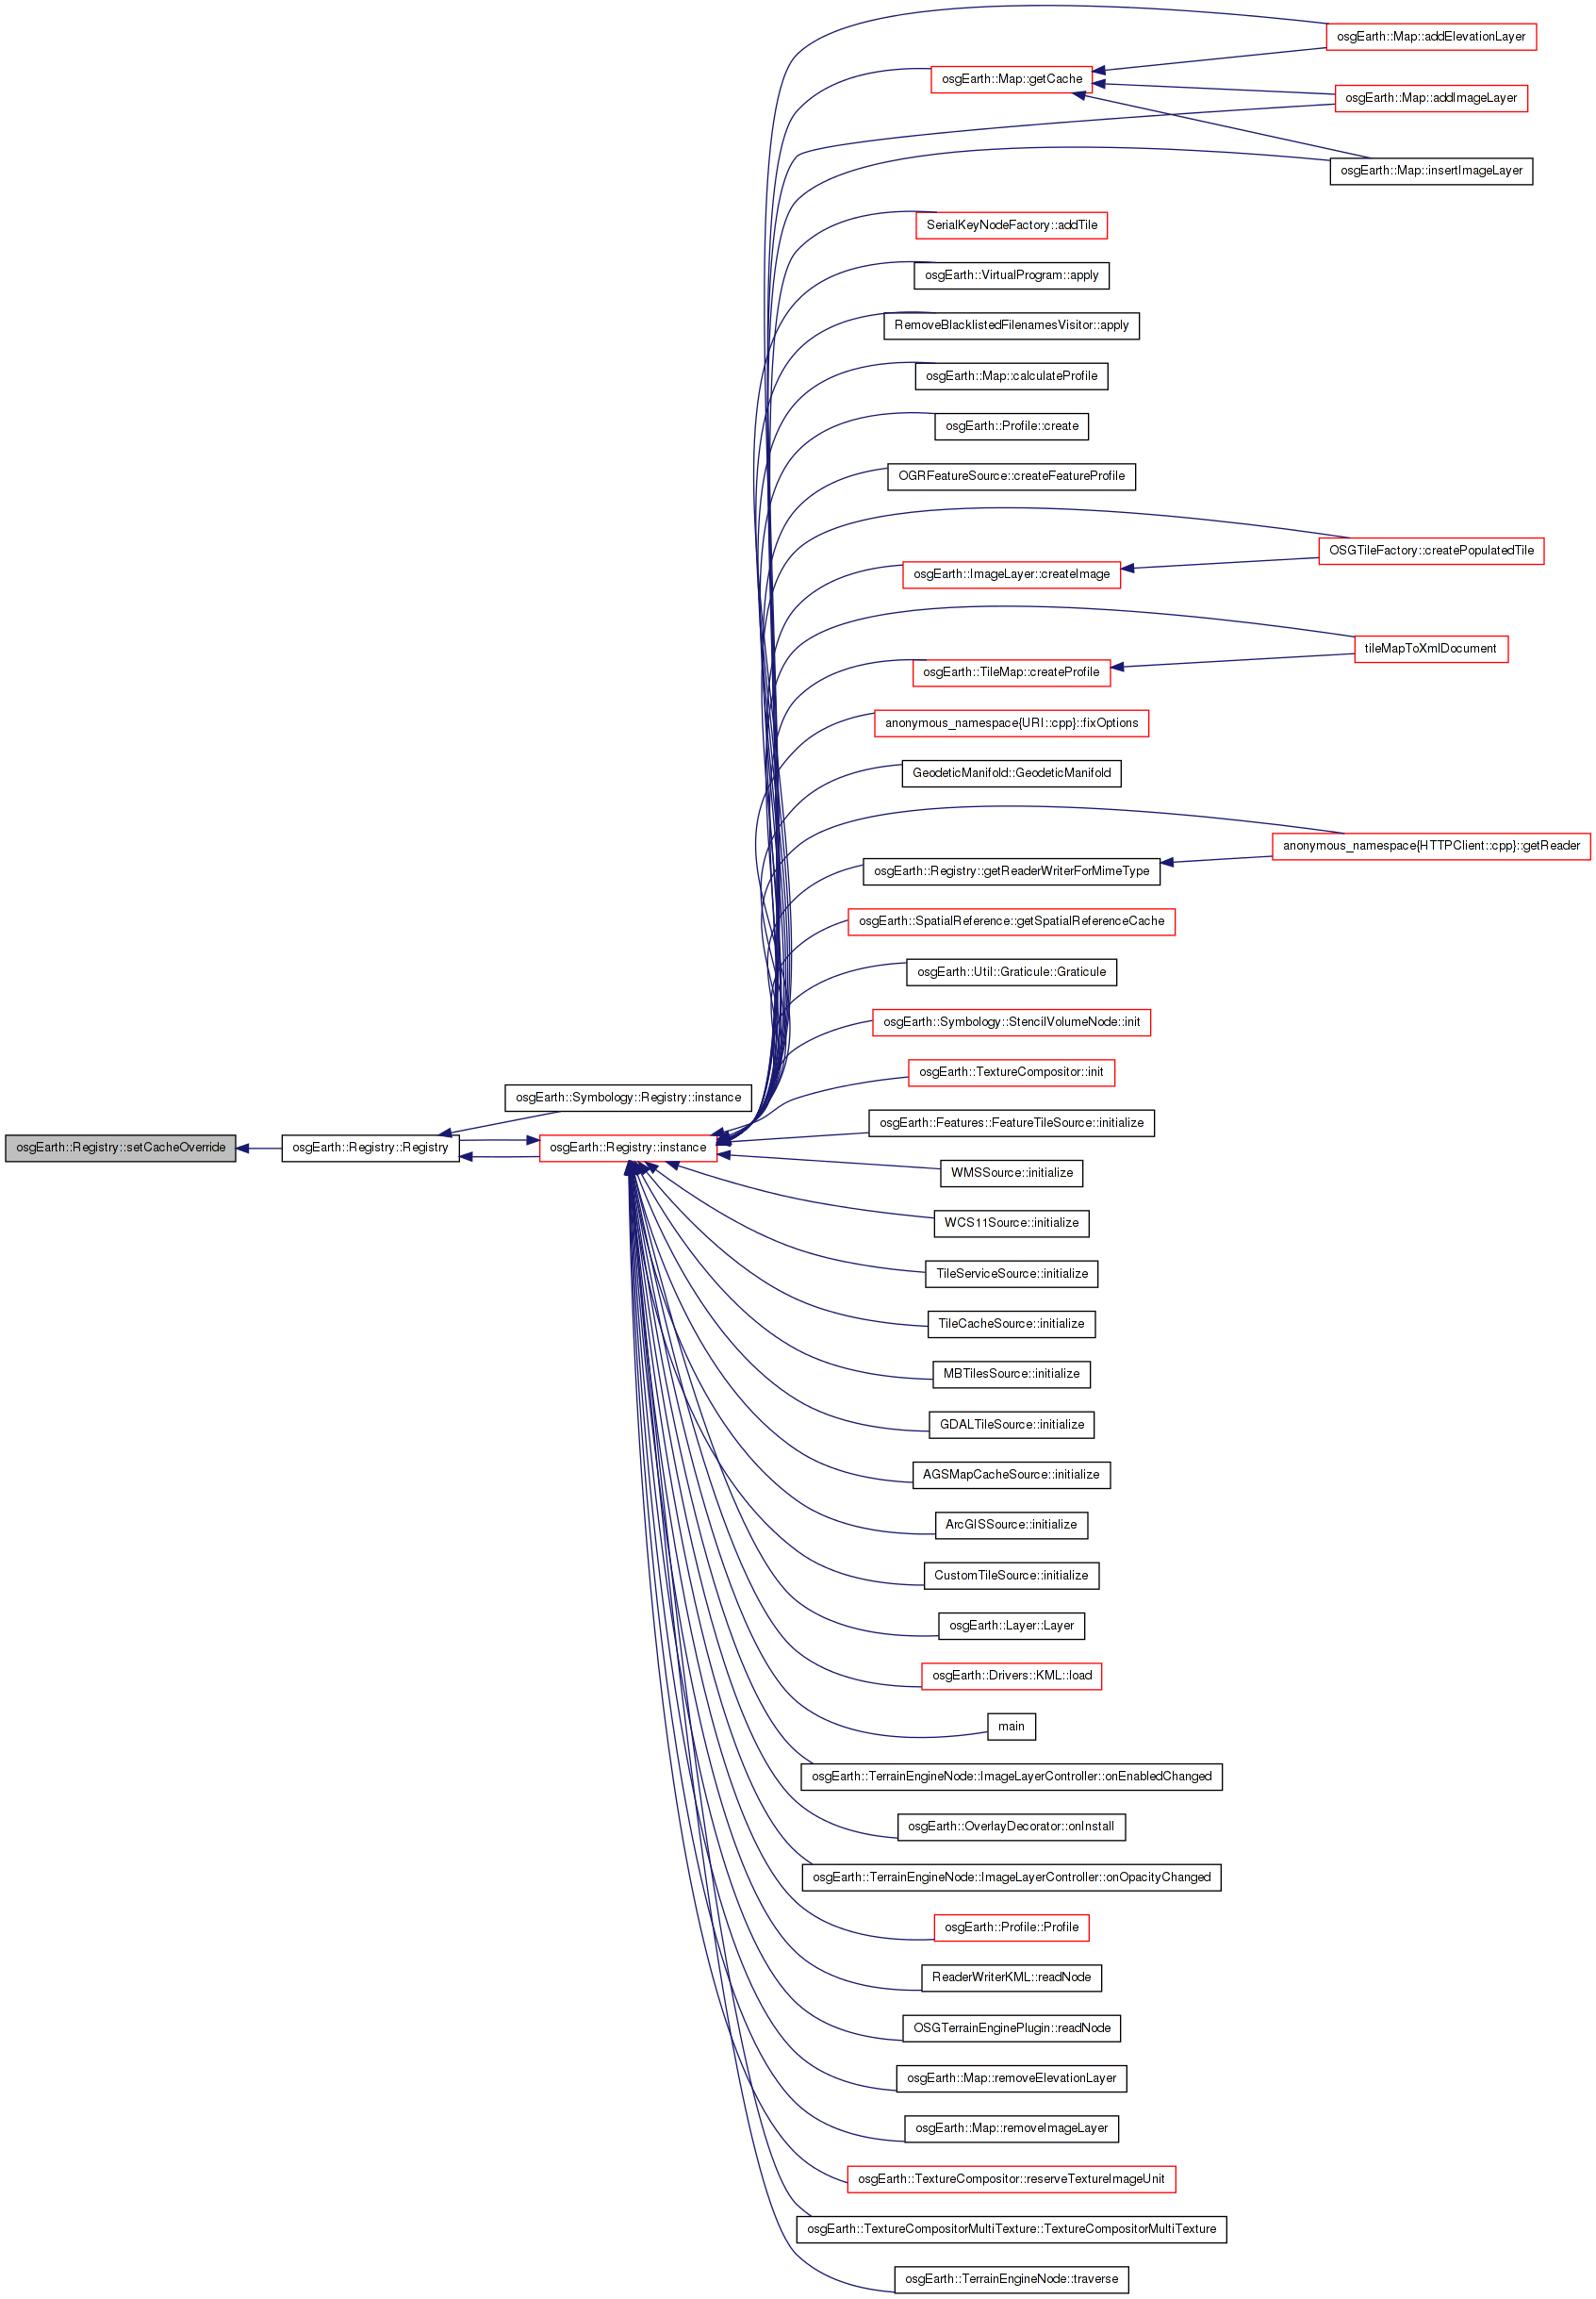 osgEarth::Map::addElevationLayer
osgEarth::Map::getCache
osgEarth::Map::addImageLayer
osgEarth::Map::insertImageLayer
SerialKeyNodeFactory::addTile
osgEarth::VirtualProgram::apply
RemoveBlacklistedFilenamesVisitor::apply
osgEarth::Map::calculateProfile
osgEarth::Profile::create
OGRFeatureSource::createFeatureProfile
OSGTileFactory::createPopulatedTile
osgEarth::ImageLayer::createImage
tileMapToXmlDocument
osgEarth::TileMap::createProfile
anonymous_namespace{URI::cpp}::fixOptions
GeodeticManifold::GeodeticManifold
anonymous_namespace{HTTPClient::cpp}::getReader
osgEarth::Registry::getReaderWriterForMimeType
osgEarth::SpatialReference::getSpatialReferenceCache
osgEarth::Util::Graticule::Graticule
osgEarth::Symbology::StencilVolumeNode::init
osgEarth::TextureCompositor::init
osgEarth::Symbology::Registry::instance
osgEarth::Features::FeatureTileSource::initialize
osgEarth::Registry::setCacheOverride
osgEarth::Registry::Registry
osgEarth::Registry::instance
WMSSource::initialize
WCS11Source::initialize
TileServiceSource::initialize
TileCacheSource::initialize
MBTilesSource::initialize
GDALTileSource::initialize
AGSMapCacheSource::initialize
ArcGISSource::initialize
CustomTileSource::initialize
osgEarth::Layer::Layer
osgEarth::Drivers::KML::load
main
osgEarth::TerrainEngineNode::ImageLayerController::onEnabledChanged
osgEarth::OverlayDecorator::onInstall
osgEarth::TerrainEngineNode::ImageLayerController::onOpacityChanged
osgEarth::Profile::Profile
ReaderWriterKML::readNode
OSGTerrainEnginePlugin::readNode
osgEarth::Map::removeElevationLayer
osgEarth::Map::removeImageLayer
osgEarth::TextureCompositor::reserveTextureImageUnit
osgEarth::TextureCompositorMultiTexture::TextureCompositorMultiTexture
osgEarth::TerrainEngineNode::traverse